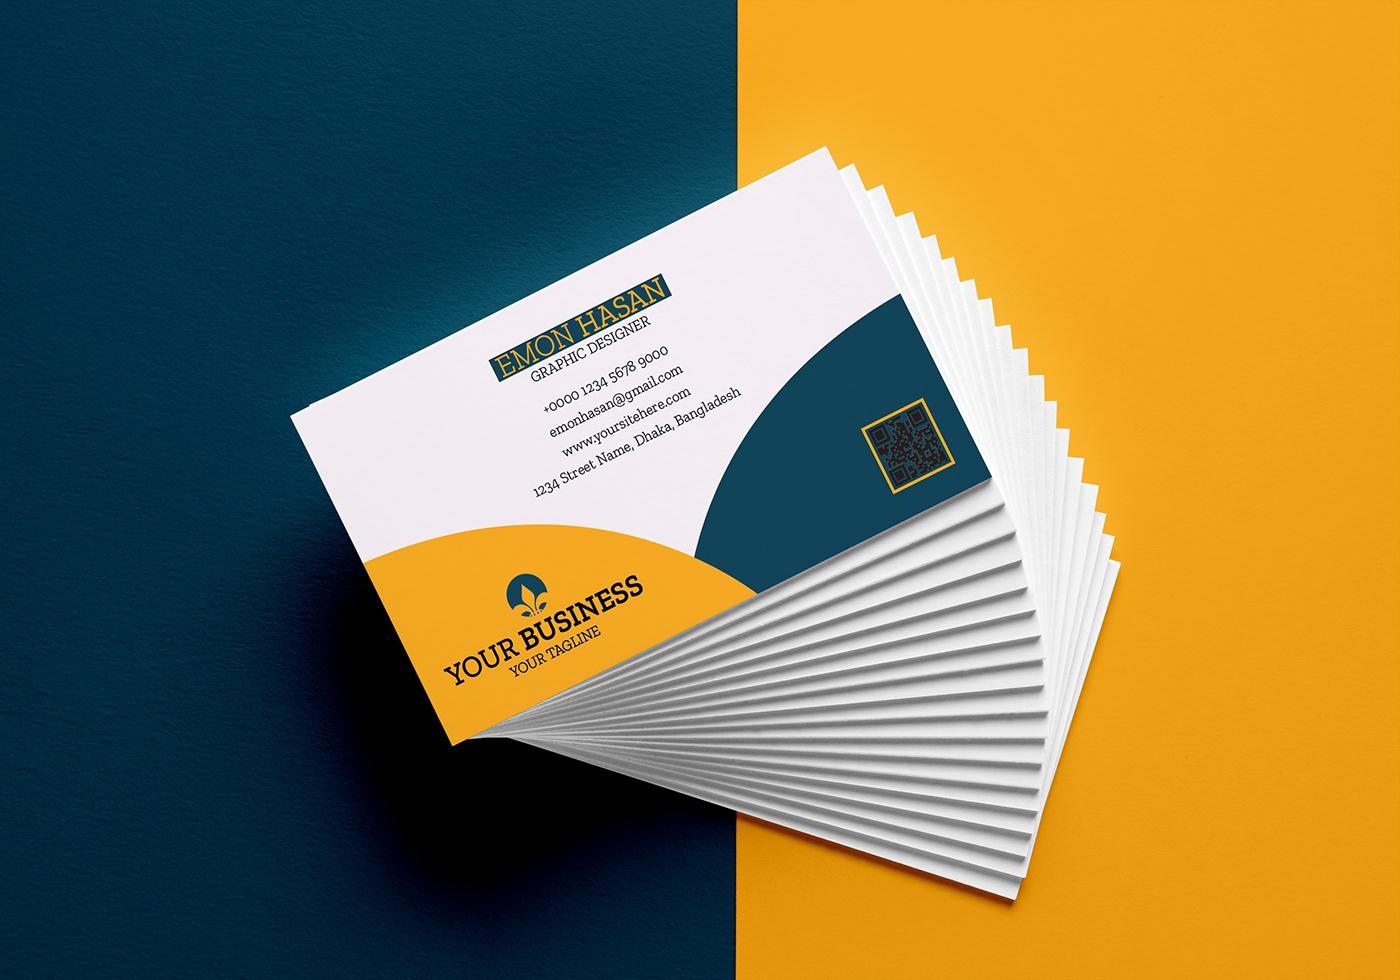 EMON HASAN
GRAPHIC DESIGNER
+0000 1234 5678 9000
emonhasan@gmail.com
www.yoursitehere.com
1234 Street Name, Dhaka, Bangladesh
YOUR BUSINESS
YOUR TAGLINE